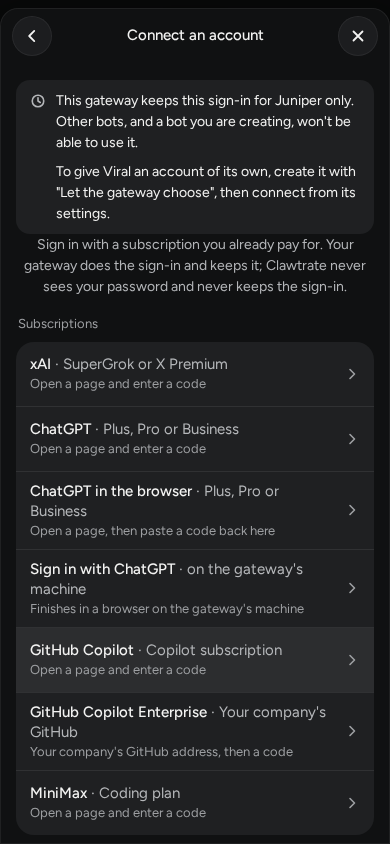 Connect an account
This gateway keeps this sign-in for Juniper only.
Other bots, and a bot you are creating, won't be
able to use it.
To give Viral an account of its own, create it with
"Let the gateway choose", then connect from its
settings.
Sign in with a subscription you already pay for. Your
gateway does the sign-in and keeps it; Clawtrate never
sees your password and never keeps the sign-in.
Subscriptions
xAI · SuperGrok or X Premium
Open a page and enter a code
ChatGPT · Plus, Pro or Business
Open a page and enter a code
ChatGPT in the browser · Plus, Pro or
Business
Open a page, then paste a code back here
Sign in with ChatGPT · on the gateway's
machine
Finishes in a browser on the gateway's machine
GitHub Copilot · Copilot subscription
Open a page and enter a code
GitHub Copilot Enterprise · Your company's
GitHub
Your company's GitHub address, then a code
MiniMax · Coding plan
Open a page and enter a code